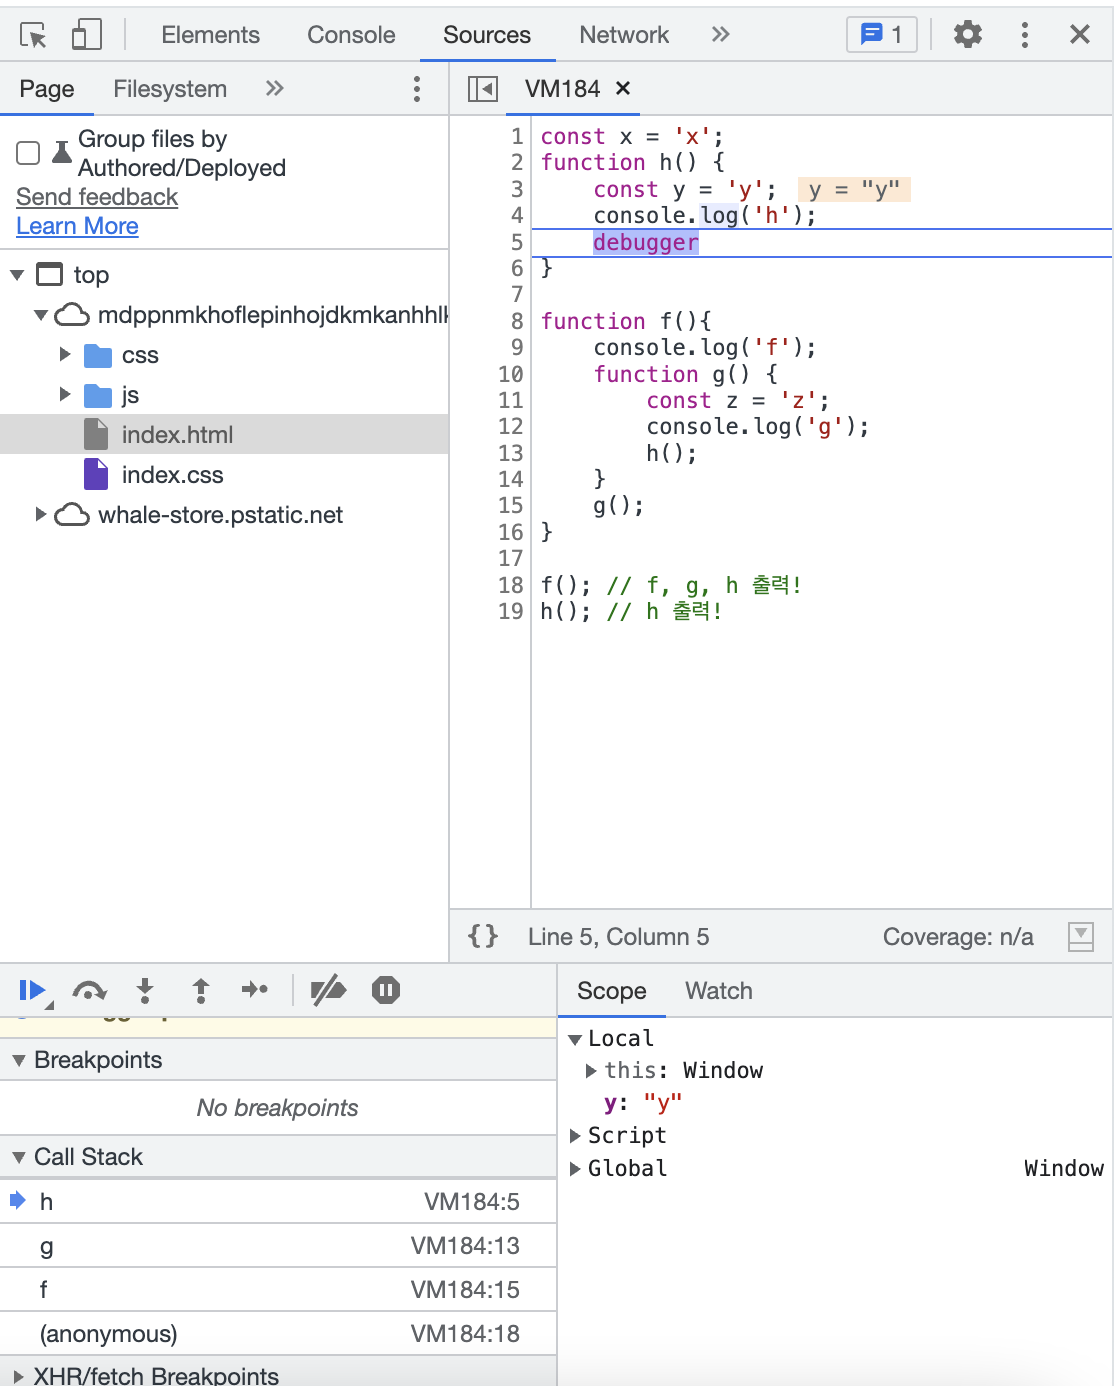 Elements Console Sources Network 1
Page Filesystem
VM184
Group files by
Authored/Deployed
Send feedback
Learn More
top
mdppnmkhoflepinhojdkmkanhhl
css
js
index.html
index.css
whale-store.pstatic.net
1 const x = 'x';
2 function h() {
3 const y = 'y'; y = "y"
4 console.log('h');
5 debugger
6 }
7
8 function f(){
9 console.log('f');
10 function g() {
11 const z = 'z';
12 console.log('g');
13 h();
14 }
15 g();
16 }
17
18 f(); // f, g, h 출력!
19 h(); // h 출력!
{} Line 5, Column 5 Coverage: n/a
Breakpoints
No breakpoints
Call Stack
h VM184:5
g VM184:13
f VM184:15
(anonymous) VM184:18
XHR/fetch Breakpoints
Scope Watch
Local
this: Window
y: "y"
Script
Global Window